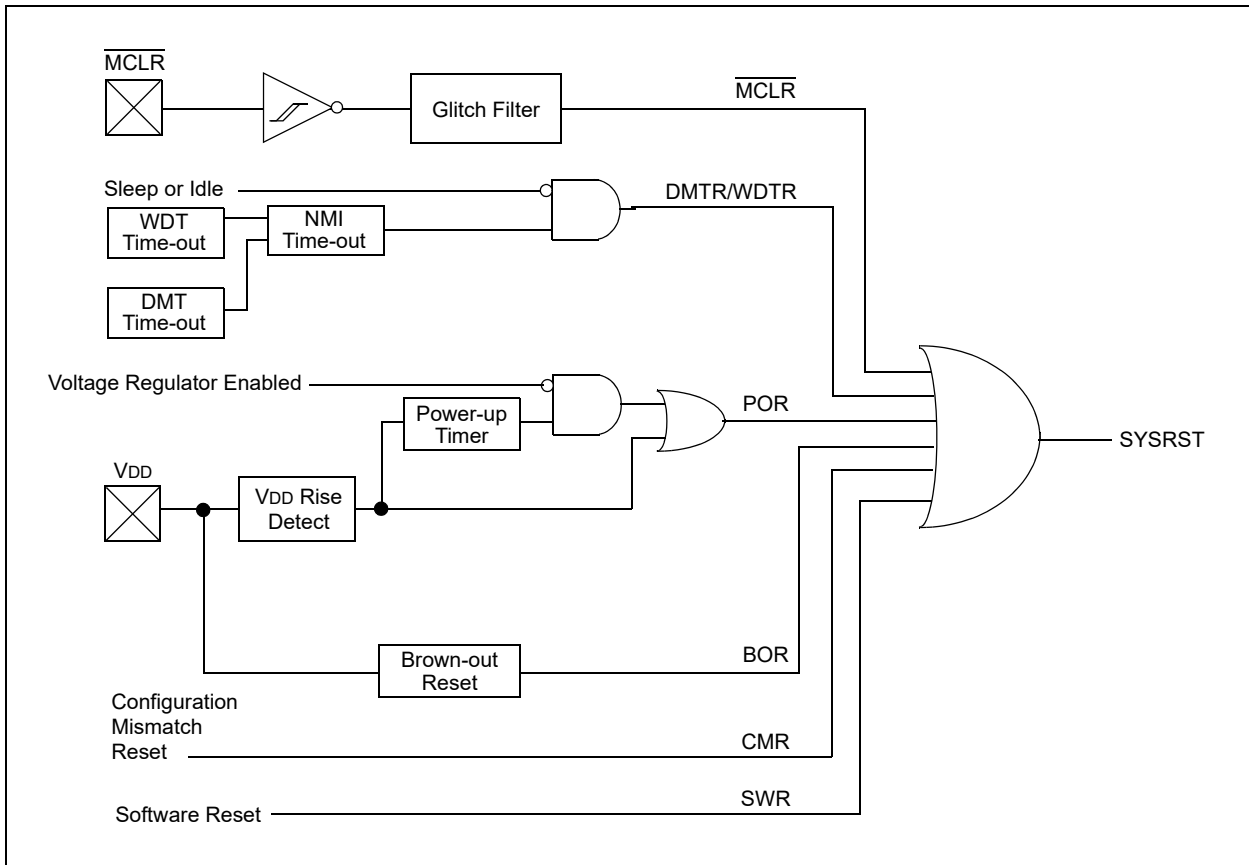 MCLR
Glitch Filter
MCLR
Sleep or Idle
DMTR/WDTR
WDT
Time-out
NMI
Time-out
DMT
Time-out
Voltage Regulator Enabled
Power-up
Timer
POR
SYSRST
VDD
VDD Rise
Detect
Brown-out
Reset
BOR
Configuration
Mismatch
Reset
CMR
Software Reset
SWR